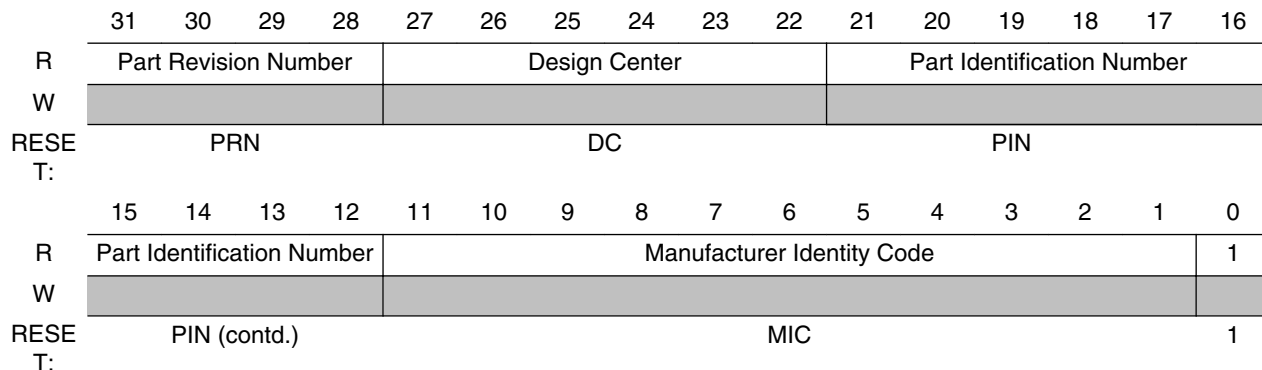 31 30 29 28 27 26 25 24 23 22 21 20 19 18 17 16
R Part Revision Number Design Center Part Identification Number
W
RESE PRN DC PIN
T:
15 14 13 12 11 10 9 8 7 6 5 4 3 2 1 0
R Part Identification Number Manufacturer Identity Code 1
W
RESE PIN (contd.) MIC 1
T: